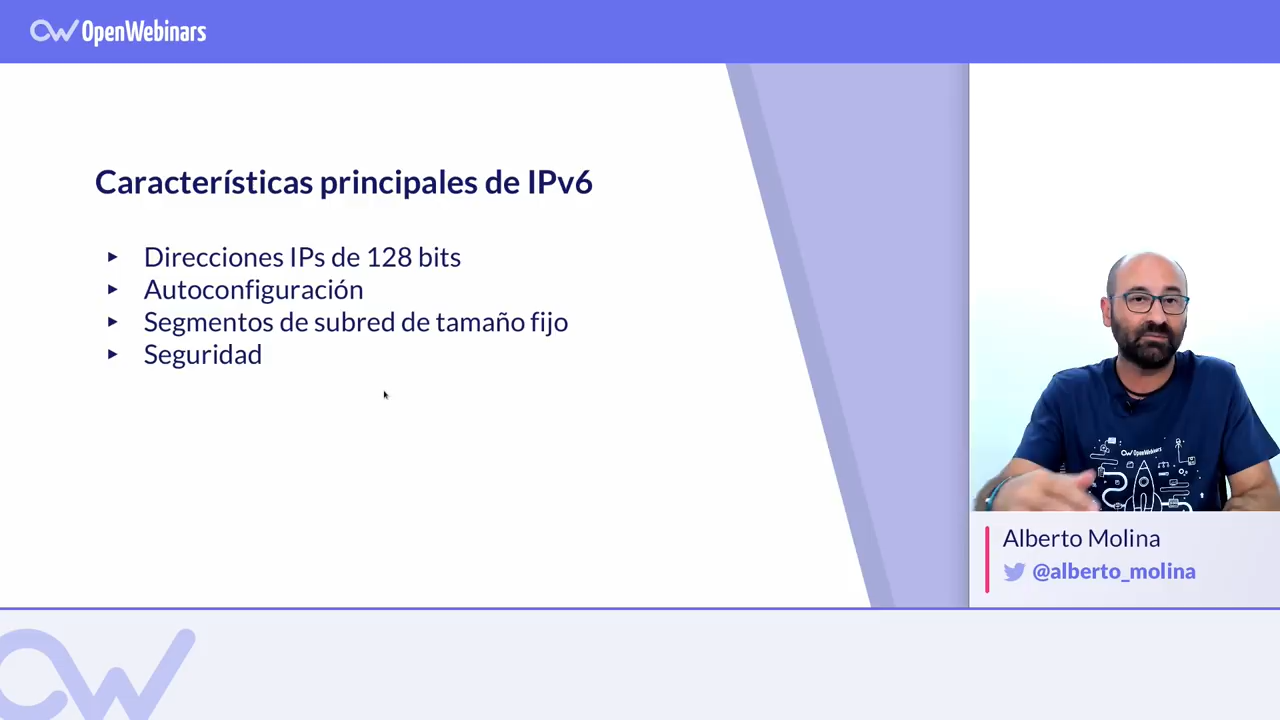 OpenWebinars
Características principales de IPv6
▸ Direcciones IPs de 128 bits
▸ Autoconfiguración
▸ Segmentos de subred de tamaño fijo
▸ Seguridad
OpenWebinars
Alberto Molina
@alberto_molina